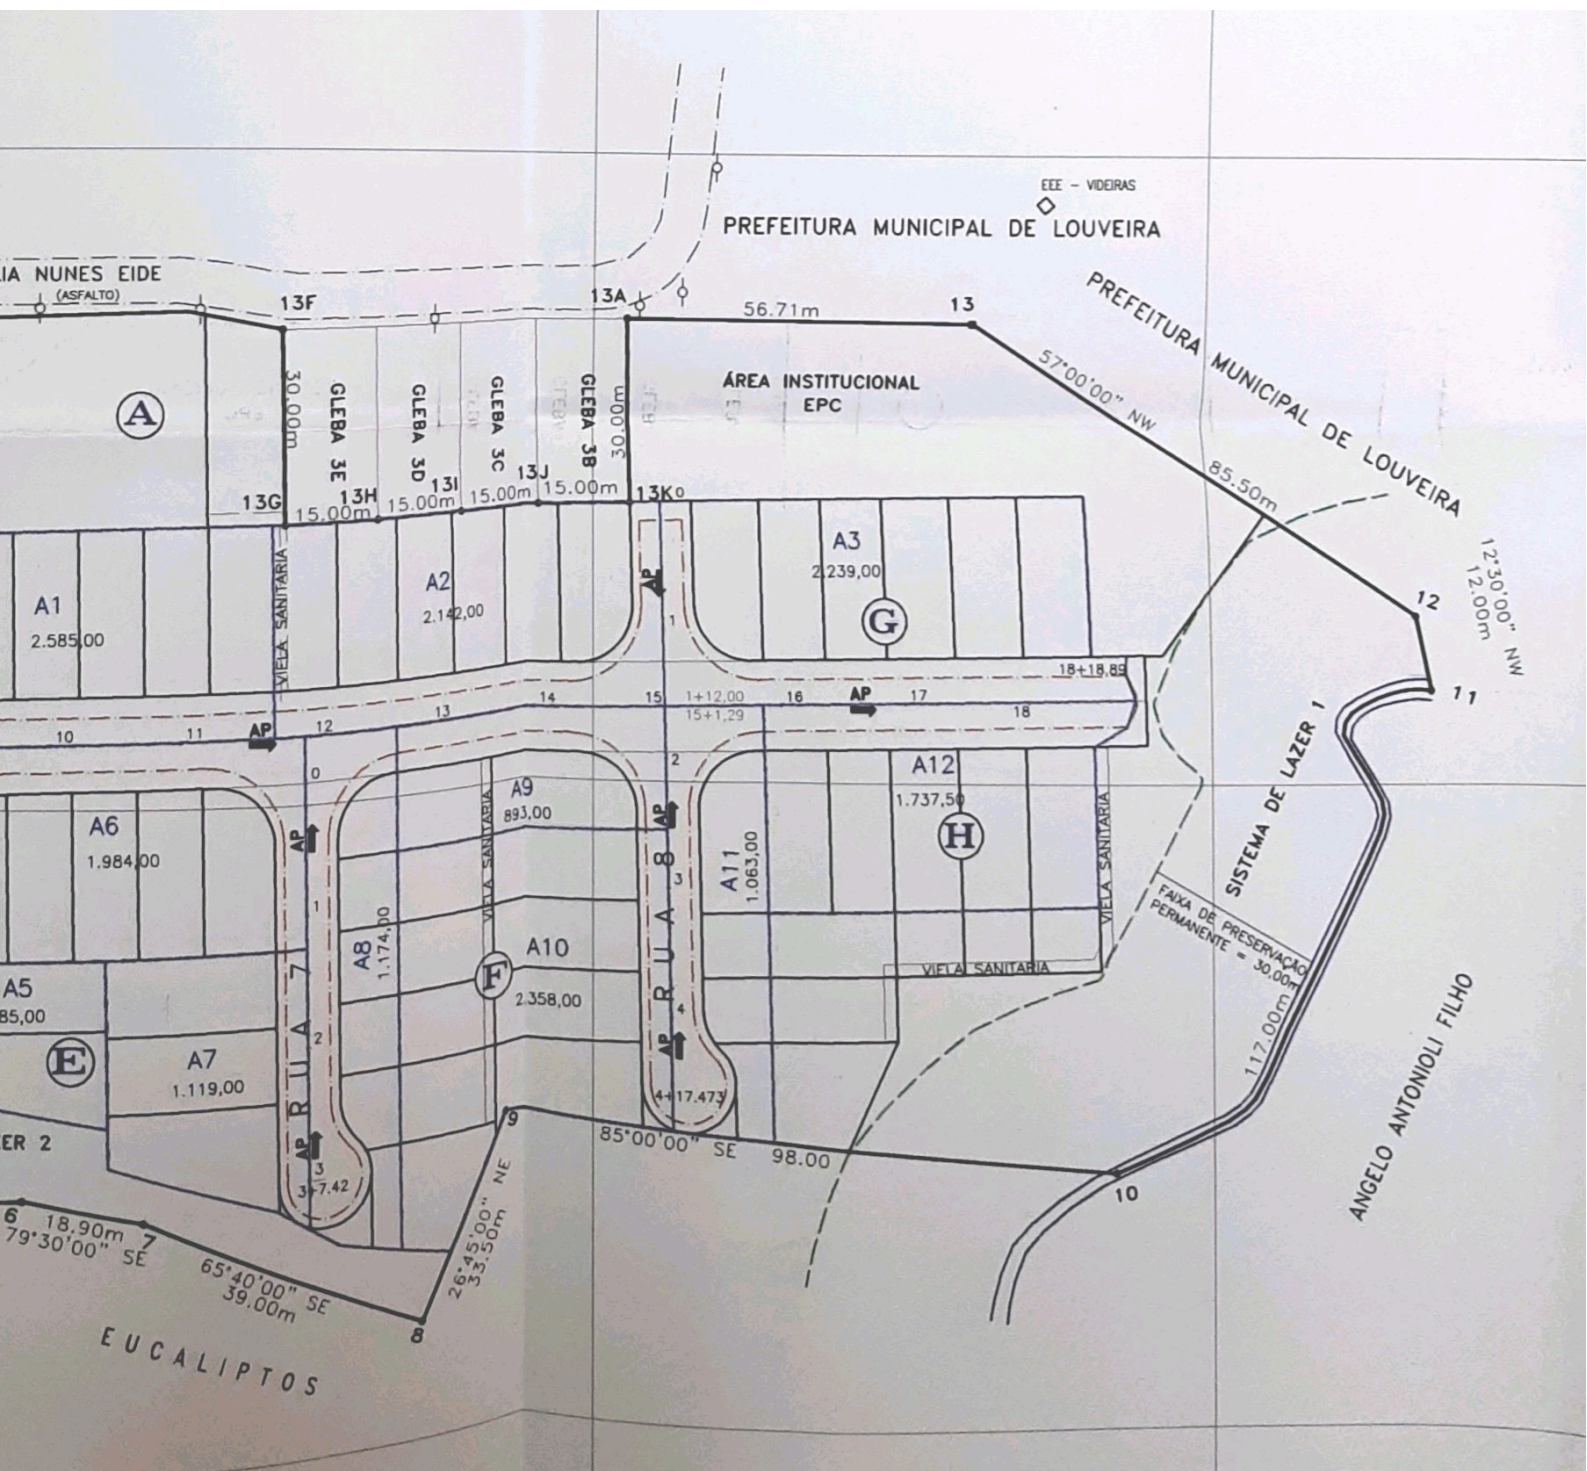 EEE - VIDEIRAS
PREFEITURA MUNICIPAL DE LOUVEIRA
IA NUNES EIDE
(ASFALTO)
13F
13A
56.71m
13
PREFEITURA MUNICIPAL DE LOUVEIRA
57°00'00" NW
85.50m
A
30.00m
GLEBA 3E
GLEBA 3D
GLEBA 3C
GLEBA 3B
30.00m
ÁREA INSTITUCIONAL
EPC
13G
15.00m
13H
15.00m
13I
15.00m
13J
15.00m
13K
0
12
12°30'00" NW
12.00m
11
A1
2.585,00
VIELA SANITARIA
A2
2.142,00
AP
1
A3
2.239,00
G
18+18,89
10
11
AP
12
13
14
15
1+12,00
15+1,29
16
AP
17
18
SISTEMA DE LAZER 1
0
2
A6
1.984,00
AP
1
A9
893,00
VIELA SANITARIA
AP
A12
1.737,50
H
VIELA SANITARIA
A11
1.063,00
3
RUA 8
A8
1.174,00
A10
2.358,00
F
4
AP
VIELA SANITARIA
FAIXA DE PRESERVAÇÃO
PERMANENTE = 30,00m
117.00m
ANGELO ANTONIOLI FILHO
A5
85,00
E
A7
1.119,00
2
RUA 7
AP
3
3+7.42
4+17.473
9
85°00'00" SE
98.00
10
ER 2
6
18.90m
79°30'00" SE
7
65°40'00" SE
39.00m
26°45'00" NE
33.50m
8
EUCALIPTOS